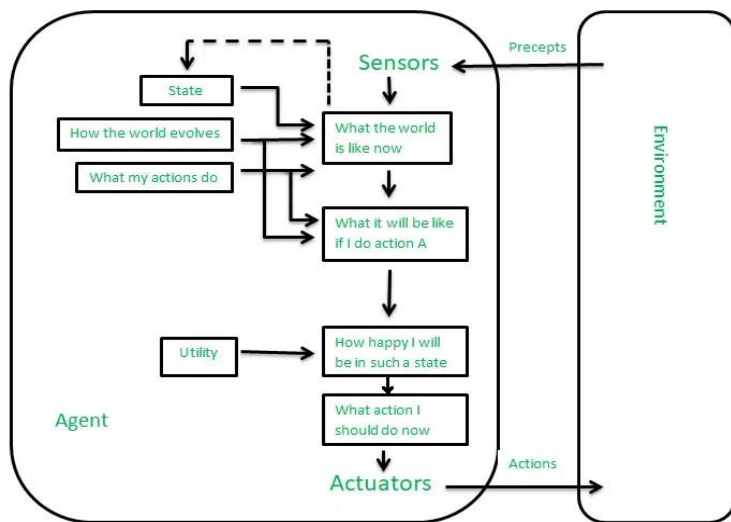 Precepts
Sensors
State
How the world evolves
What the world
is like now
What my actions do
What it will be like
if I do action A
Environment
Utility
How happy I will
be in such a state
Agent
What action I
should do now
Actuators
Actions